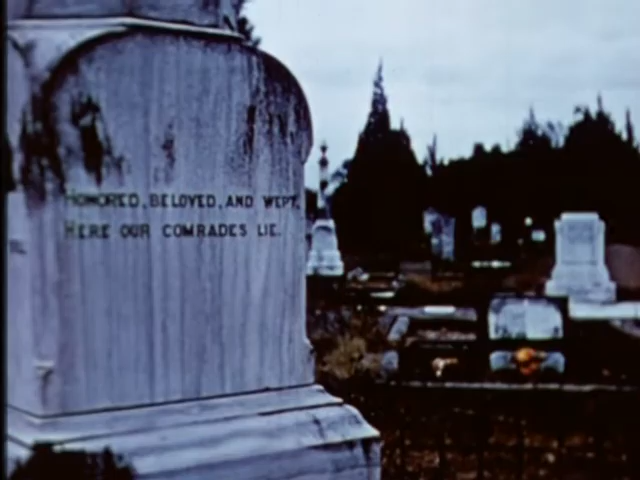 HONORED, BELOVED, AND WEPT,
HERE OUR COMRADES LIE.